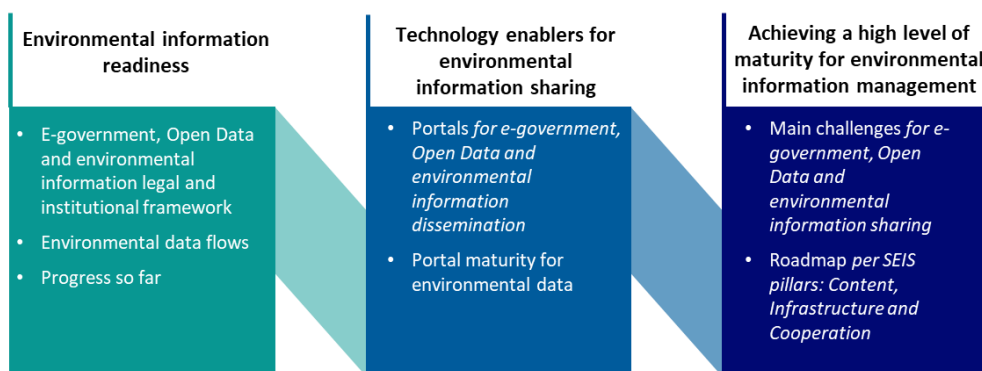 Environmental information
readiness
• E-government, Open Data
and environmental
information legal and
institutional framework
• Environmental data flows
• Progress so far
Technology enablers for
environmental
information sharing
• Portals for e-government,
Open Data and
environmental
information
dissemination
• Portal maturity for
environmental data
Achieving a high level of
maturity for environmental
information management
• Main challenges for e-
government, Open
Data and
environmental
information sharing
• Roadmap per SEIS
pillars: Content,
Infrastructure and
Cooperation